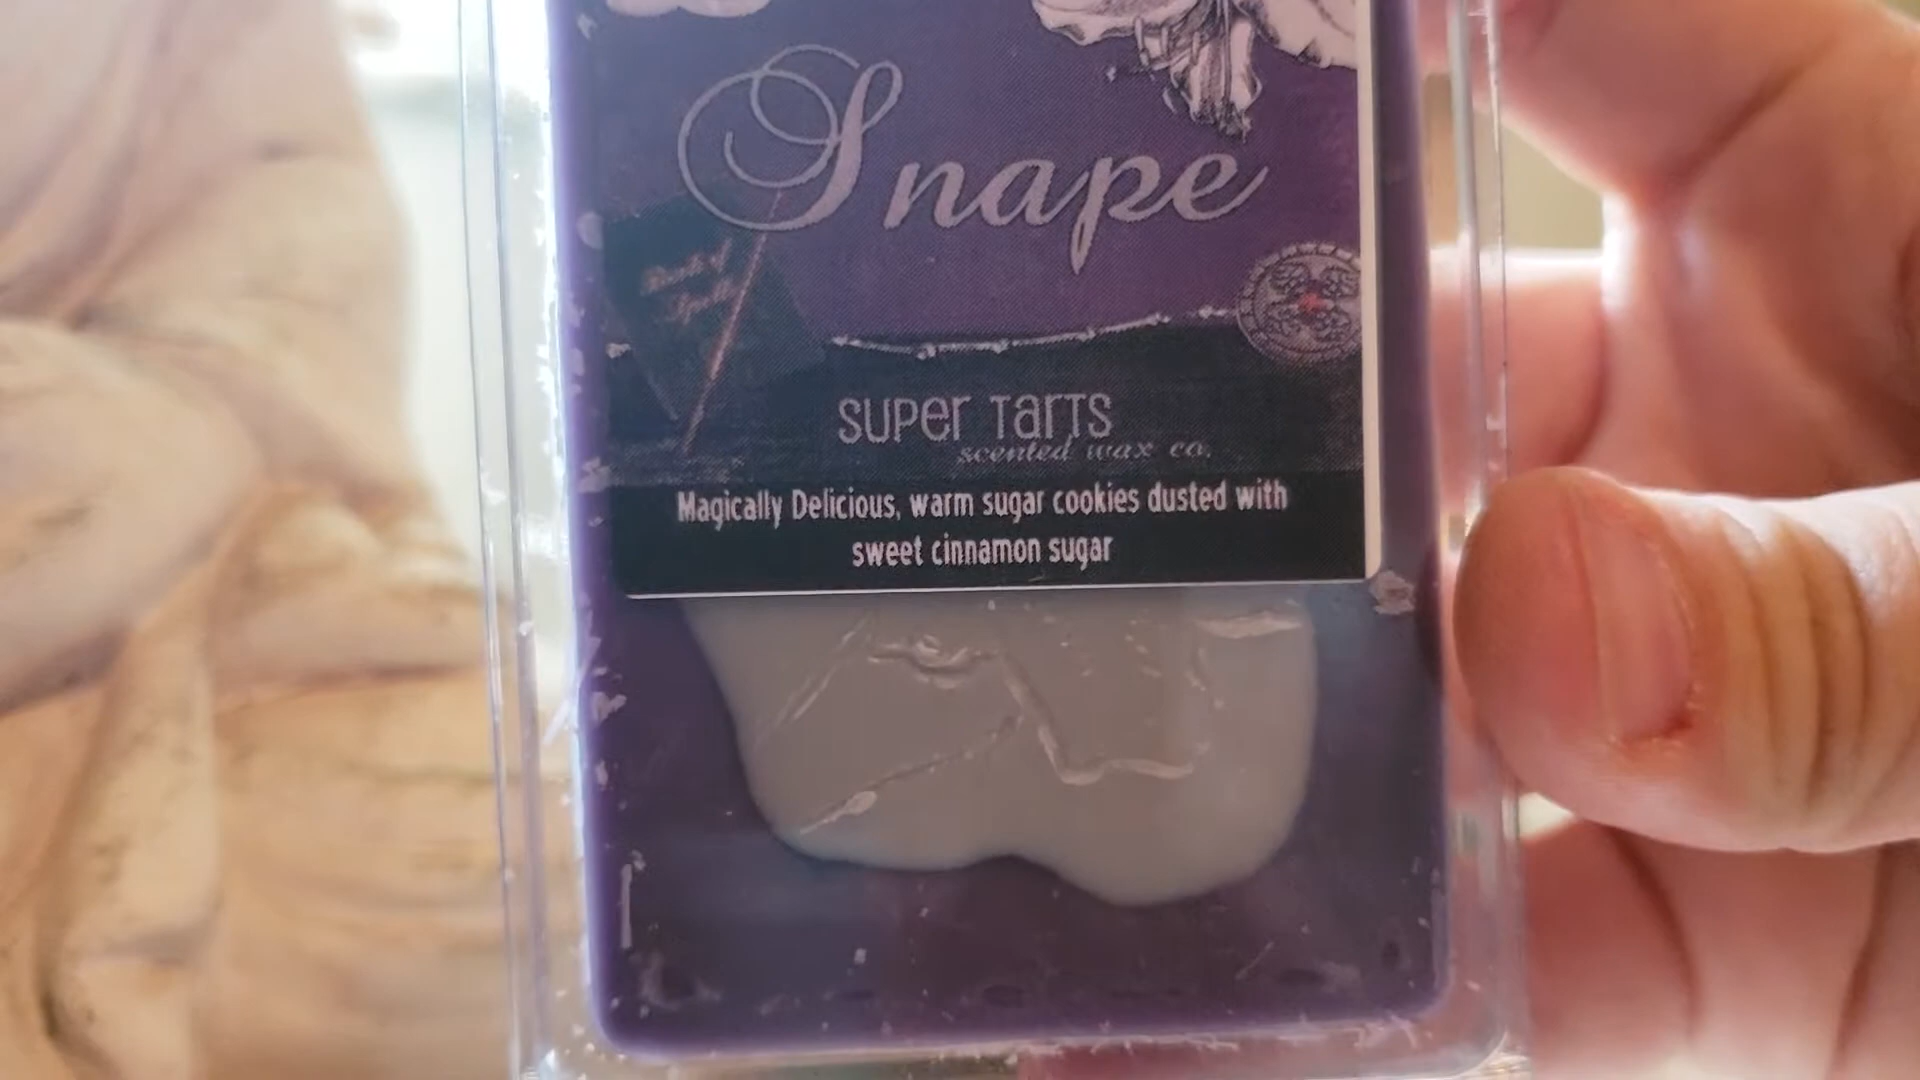 Snape
SUPER TARTS
scented wax co.
Magically Delicious, warm sugar cookies dusted with
sweet cinnamon sugar